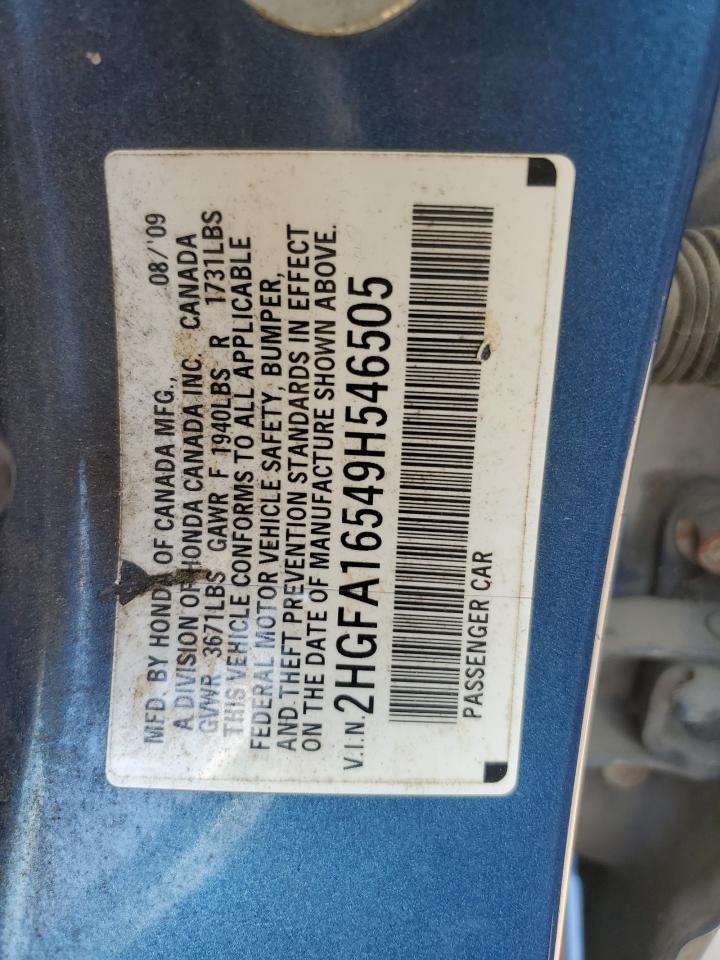 MFD BY HONDA OF CANADA MFG., 08/'09
A DIVISION OF HONDA CANADA INC. CANADA
GVWR 3671LBS GAWR F 1940LBS R 1731LBS
THIS VEHICLE CONFORMS TO ALL APPLICABLE
FEDERAL MOTOR VEHICLE SAFETY, BUMPER,
AND THEFT PREVENTION STANDARDS IN EFFECT
ON THE DATE OF MANUFACTURE SHOWN ABOVE.
V.I.N. 2HGFA16549H546505
PASSENGER CAR